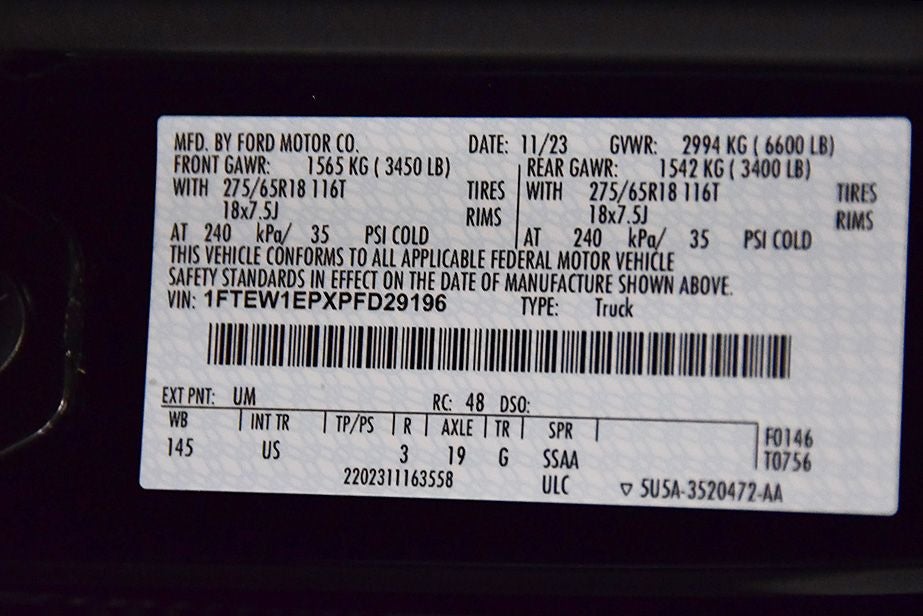 MFD. BY FORD MOTOR CO. DATE: 11/23 GVWR: 2994 KG ( 6600 LB)
FRONT GAWR: 1565 KG ( 3450 LB) REAR GAWR: 1542 KG ( 3400 LB)
WITH 275/65R18 116T TIRES WITH 275/65R18 116T TIRES
18x7.5J RIMS 18x7.5J RIMS
AT 240 kPa/ 35 PSI COLD AT 240 kPa/ 35 PSI COLD
THIS VEHICLE CONFORMS TO ALL APPLICABLE FEDERAL MOTOR VEHICLE
SAFETY STANDARDS IN EFFECT ON THE DATE OF MANUFACTURE SHOWN ABOVE.
VIN: 1FTEW1EPXPFD29196 TYPE: Truck
EXT PNT: UM RC: 48 DSO:
WB INT TR TP/PS R AXLE TR SPR F0146
145 US 3 19 G SSAA T0756
2202311163558 ULC ▽ 5U5A-3520472-AA